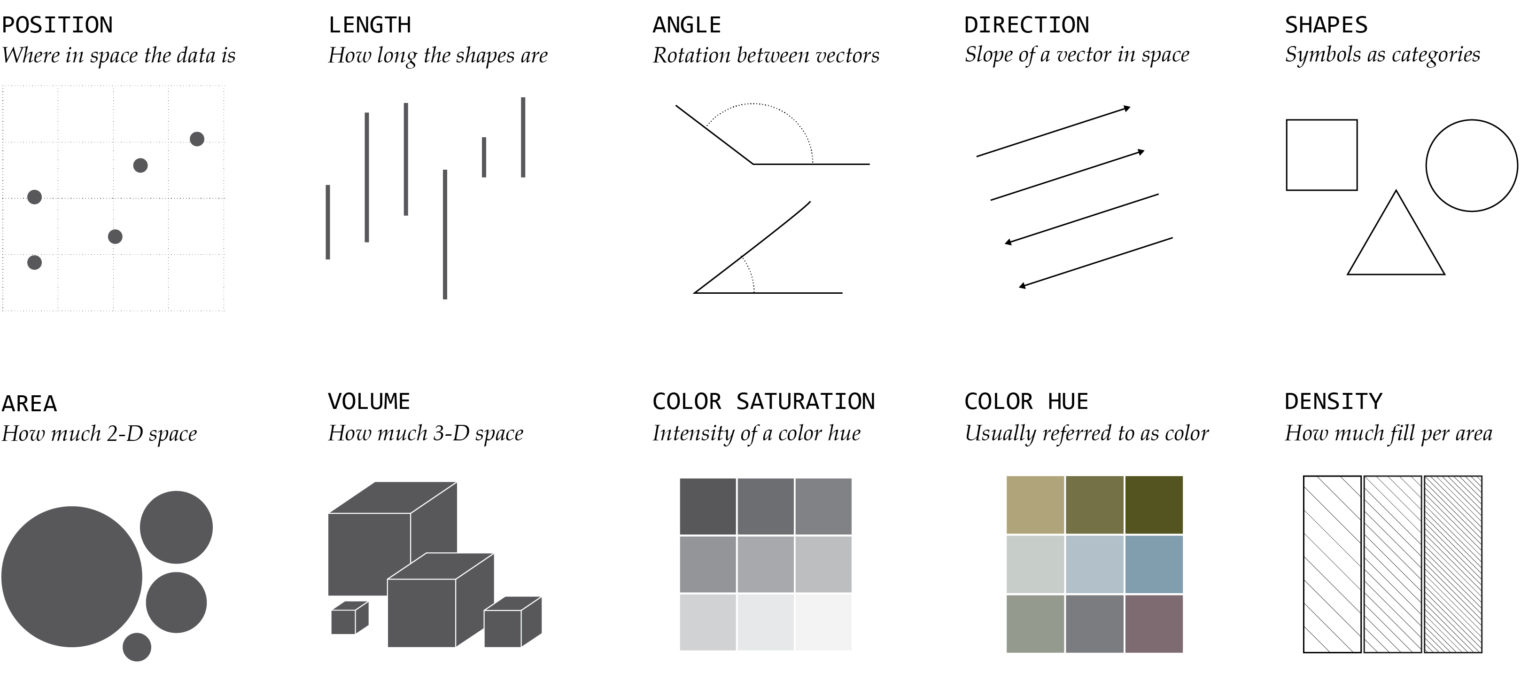 POSITION
Where in space the data is
LENGTH
How long the shapes are
ANGLE
Rotation between vectors
DIRECTION
Slope of a vector in space
SHAPES
Symbols as categories
AREA
How much 2-D space
VOLUME
How much 3-D space
COLOR SATURATION
Intensity of a color hue
COLOR HUE
Usually referred to as color
DENSITY
How much fill per area